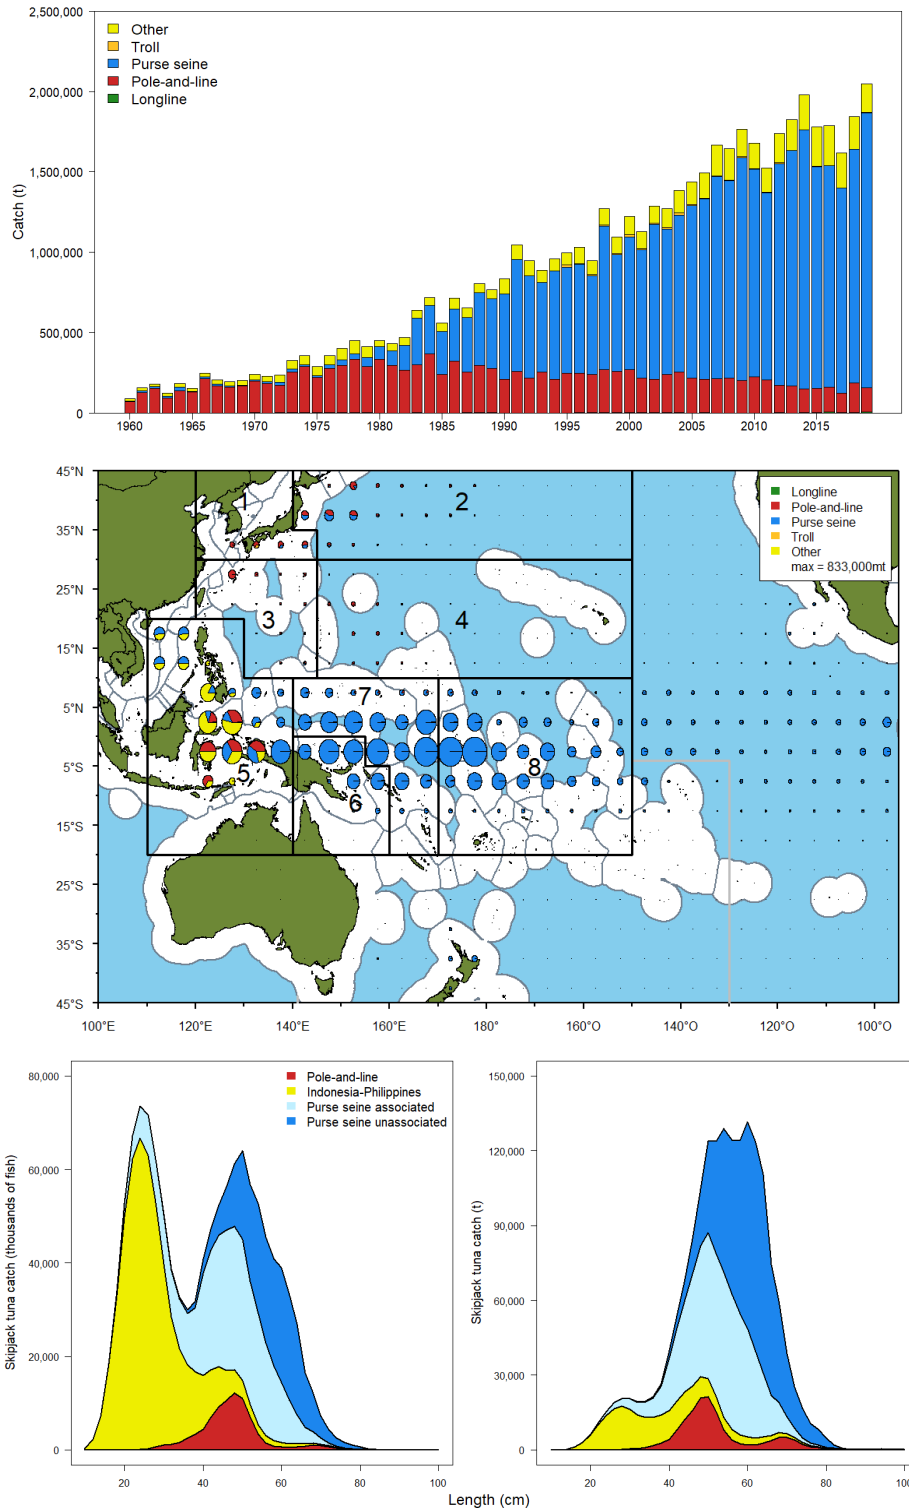 2,500,000
2,000,000
1,500,000
1,000,000
500,000
0
Catch (t)
Other
Troll
Purse seine
Pole-and-line
Longline
1960 1965 1970 1975 1980 1985 1990 1995 2000 2005 2010 2015
45°N
35°N
25°N
15°N
5°N
5°S
15°S
25°S
35°S
45°S
1
2
3
4
7
8
5
6
Longline
Pole-and-line
Purse seine
Troll
Other
max = 833,000mt
100°E 120°E 140°E 160°E 180° 160°O 140°O 120°O 100°O
80,000
60,000
40,000
20,000
0
Skipjack tuna catch (thousands of fish)
Pole-and-line
Indonesia-Philippines
Purse seine associated
Purse seine unassociated
20 40 60 80 100
150,000
120,000
90,000
60,000
30,000
0
Skipjack tuna catch (t)
20 40 60 80 100
Length (cm)